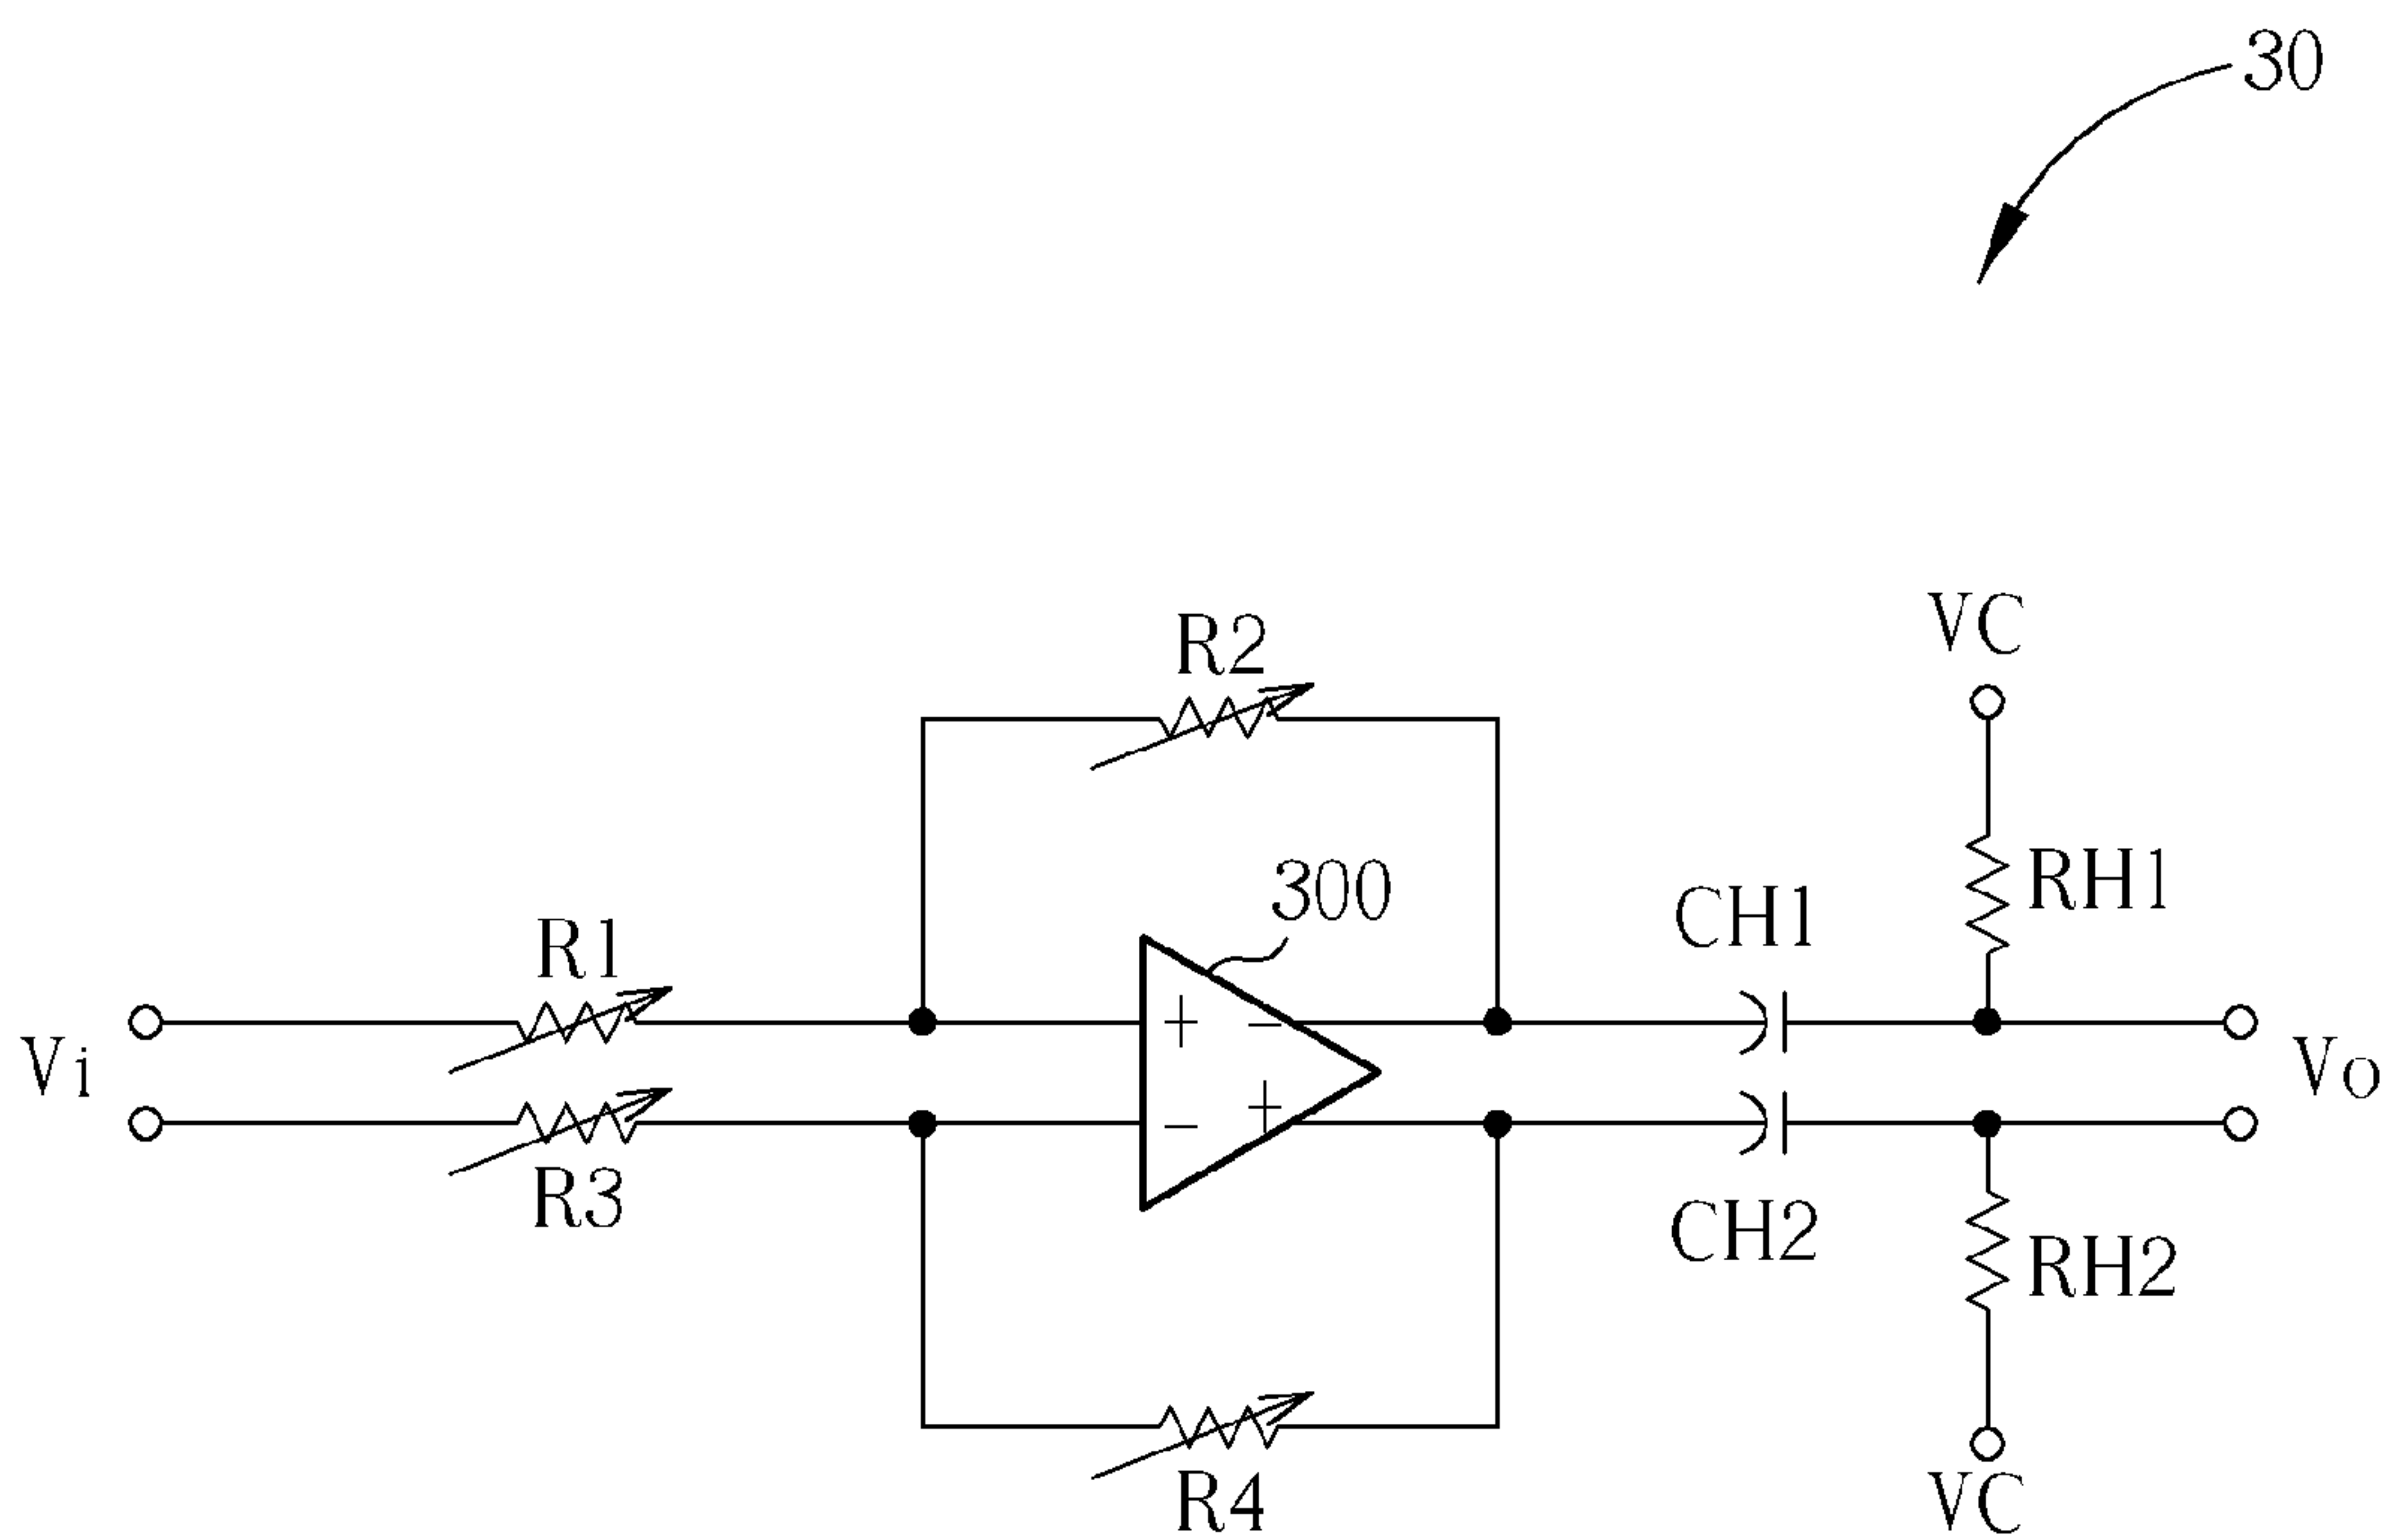 30
VC
R2
RH1
300
CH1
R1
+
−
Vi
Vo
−
+
R3
CH2
RH2
R4
VC